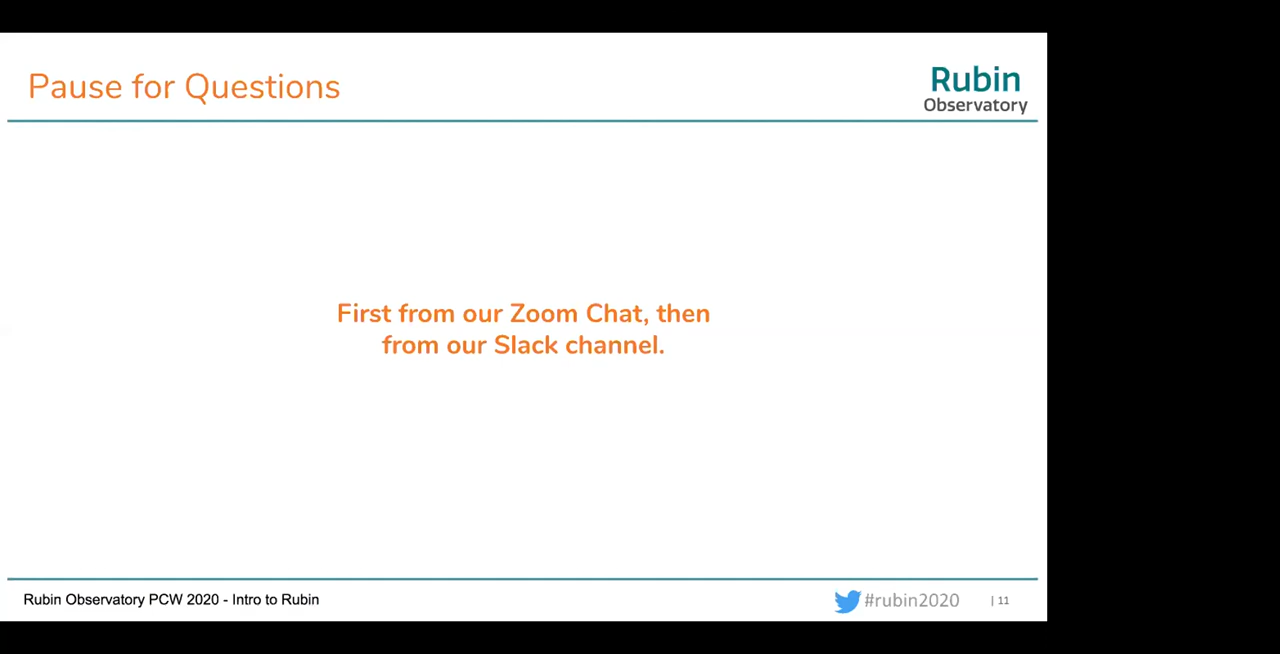 Pause for Questions
Rubin
Observatory
First from our Zoom Chat, then
from our Slack channel.
Rubin Observatory PCW 2020 - Intro to Rubin
#rubin2020
| 11